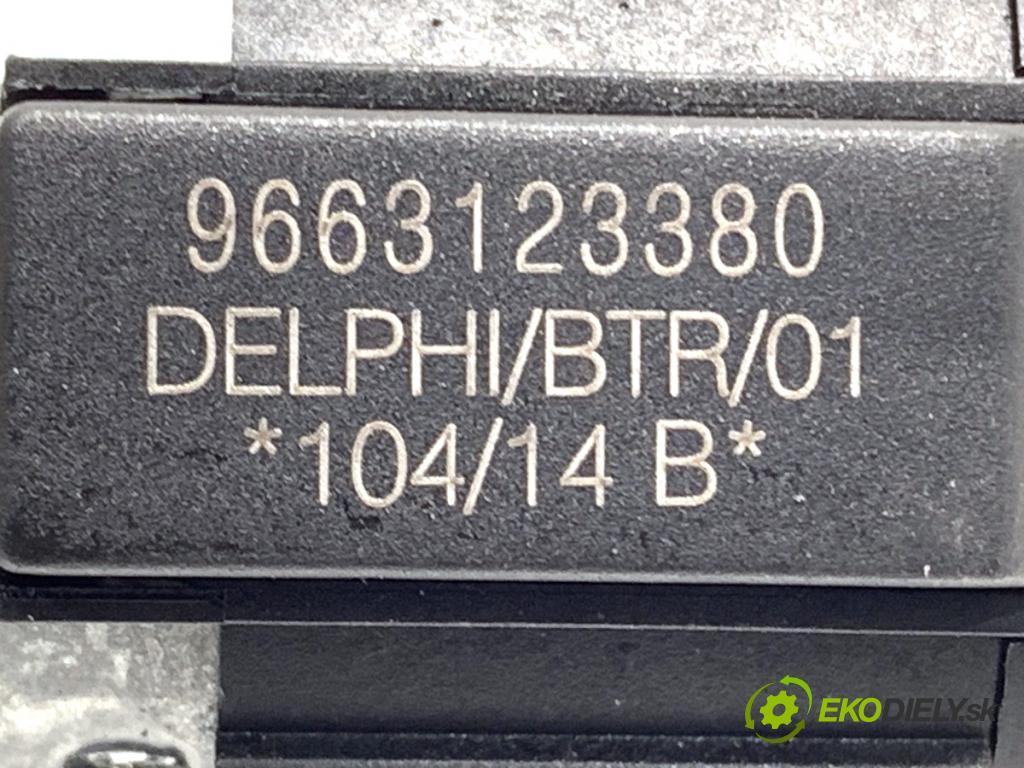 9663123380
DELPHI/BTR/01
*104/14 B*
EKODIELY.sk